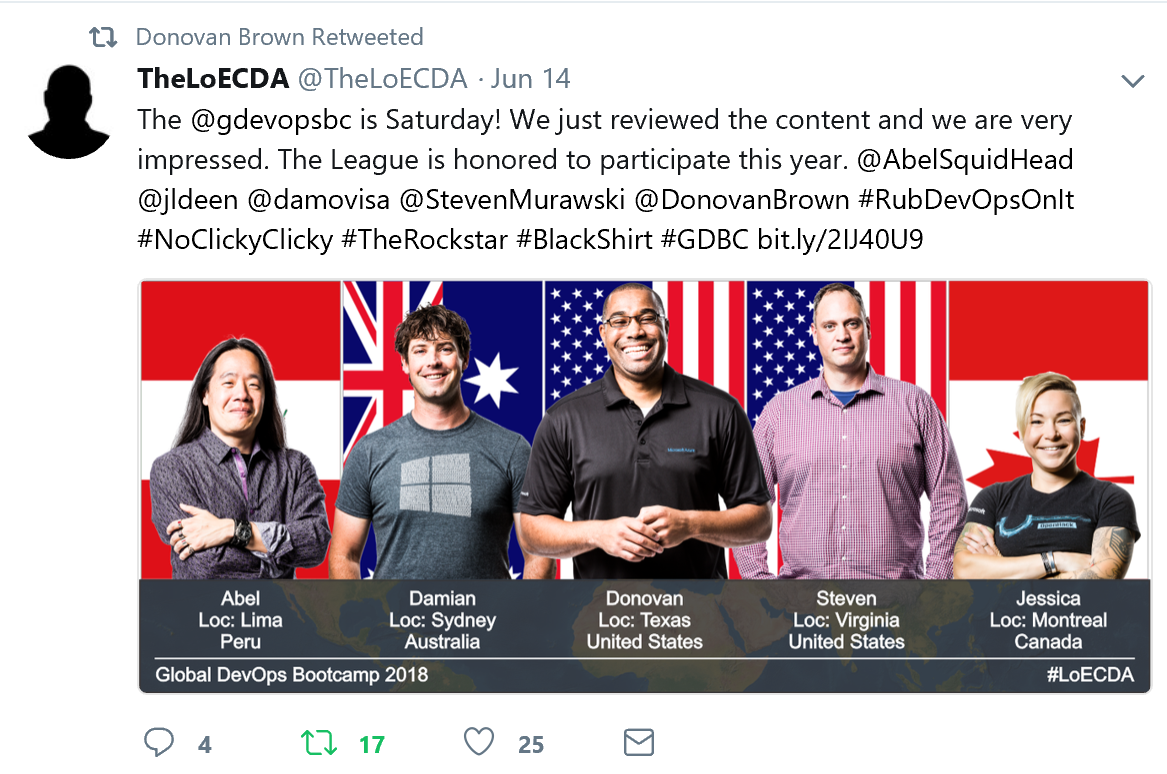 Donovan Brown Retweeted
TheLoECDA @TheLoECDA · Jun 14
The @gdevopsbc is Saturday! We just reviewed the content and we are very
impressed. The League is honored to participate this year. @AbelSquidHead
@jldeen @damovisa @StevenMurawski @DonovanBrown #RubDevOpsOnIt
#NoClickyClicky #TheRockstar #BlackShirt #GDBC bit.ly/2IJ40U9
Abel
Loc: Lima
Peru
Damian
Loc: Sydney
Australia
Donovan
Loc: Texas
United States
Steven
Loc: Virginia
United States
Jessica
Loc: Montreal
Canada
Global DevOps Bootcamp 2018
#LoECDA
4
17
25